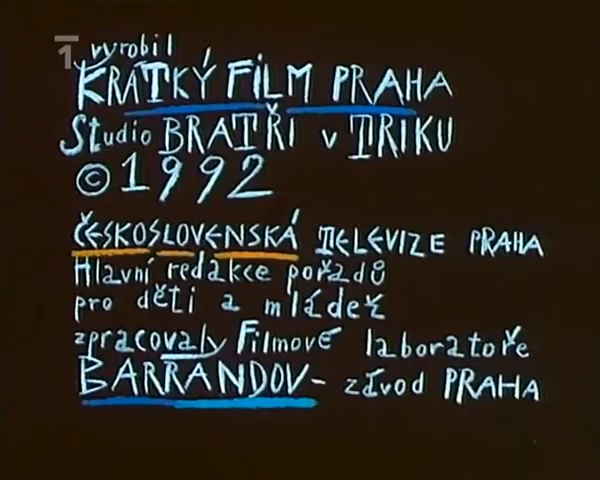 1
vyrobil
KRÁTKÝ FILM PRAHA
Studio BRATŘI v TRIKU
© 1992
ČESKOSLOVENSKÁ TELEVIZE PRAHA
Hlavní redakce pořadů
pro děti a mládež
zpracovaly Filmové laboratoře
BARRANDOV - závod PRAHA